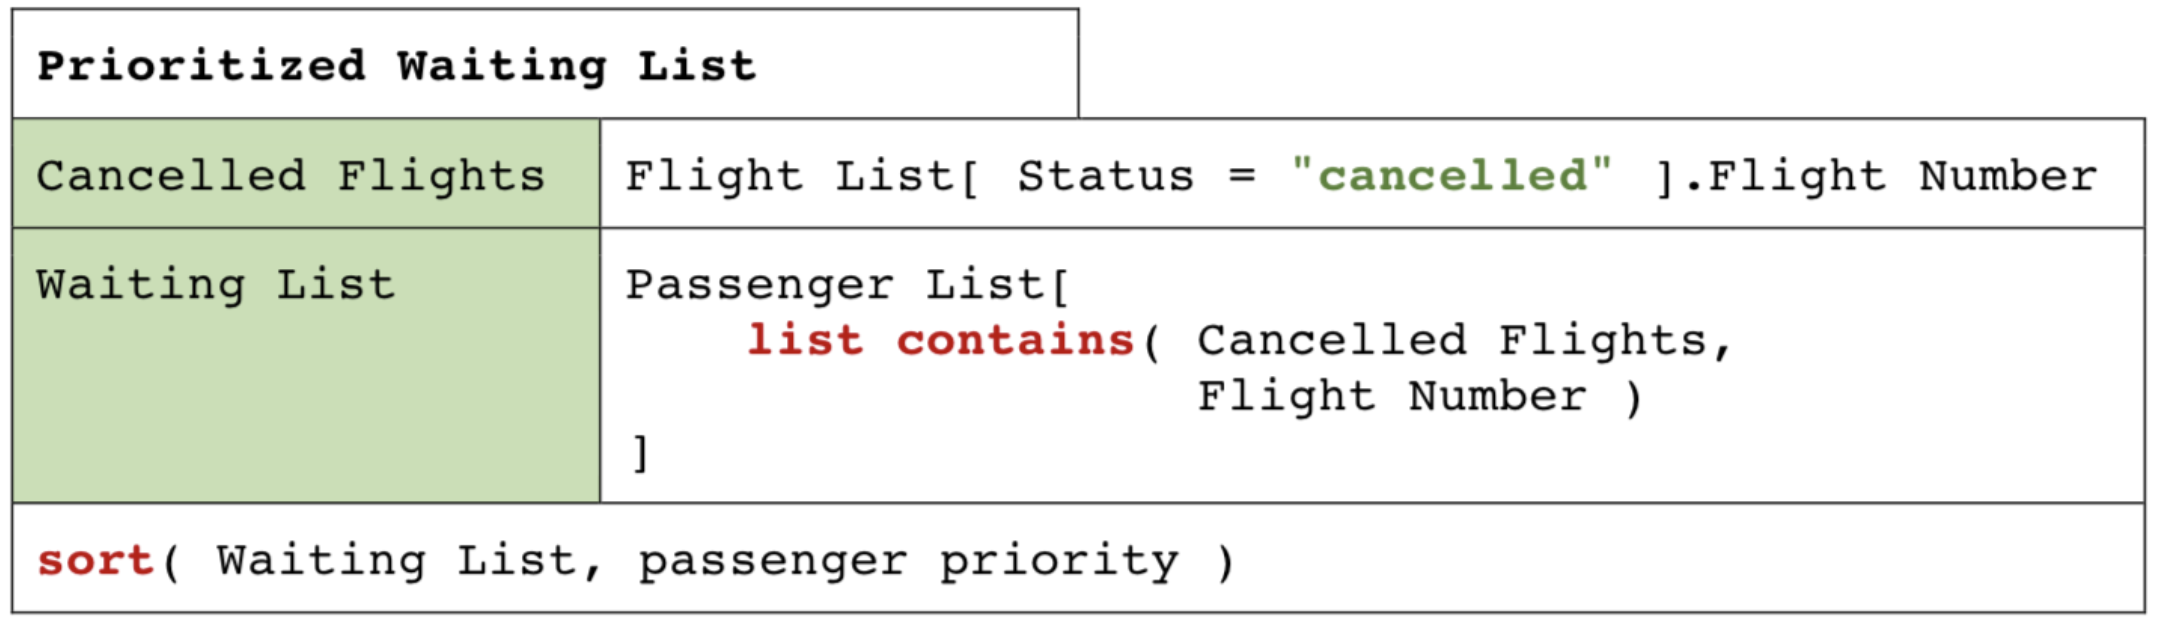 Prioritized Waiting List
Cancelled Flights
Flight List[ Status = "cancelled" ].Flight Number
Waiting List
Passenger List[
list contains( Cancelled Flights,
Flight Number )
]
sort( Waiting List, passenger priority )